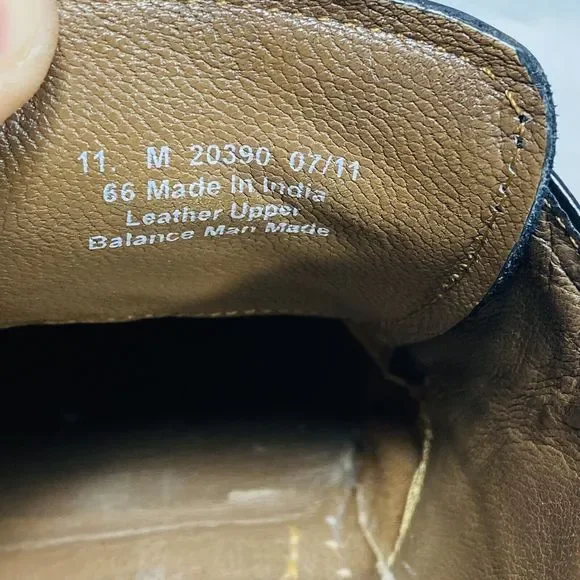 11. M 20390 07/11
66 Made In India
Leather Upper
Balance Man Made